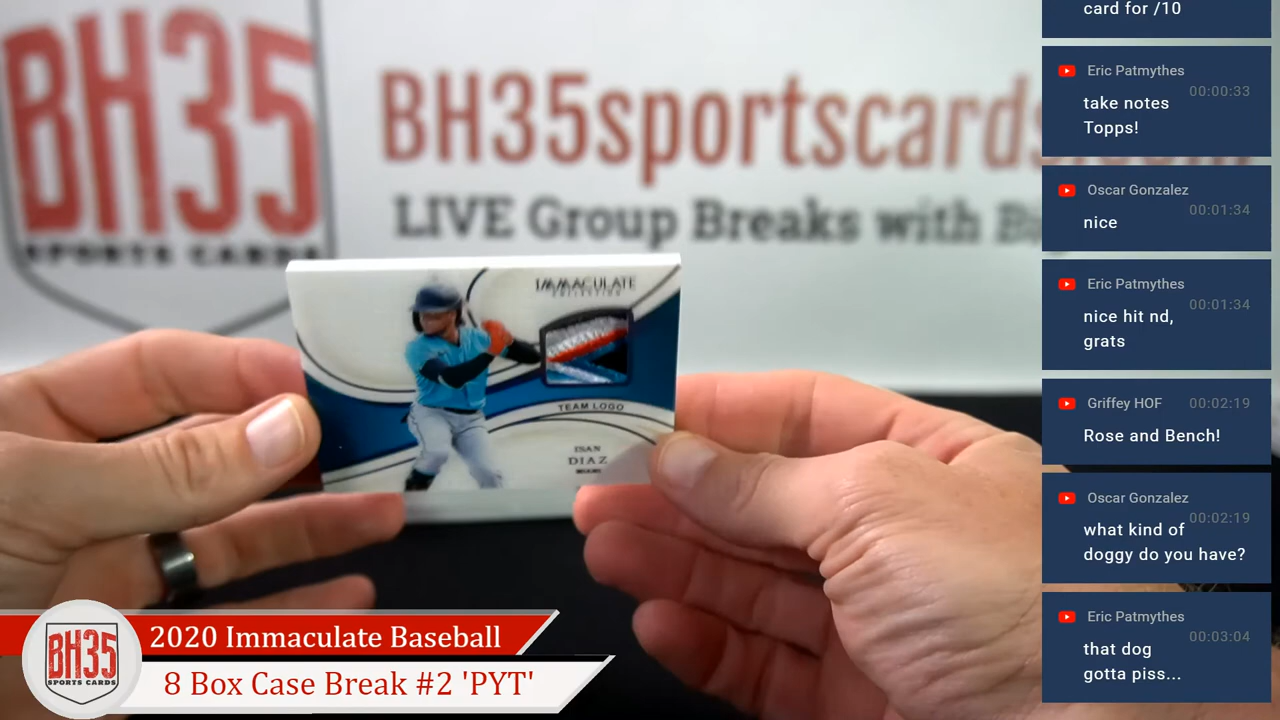 BH35
SPORTS CARDS
BH35sportscards
LIVE Group Breaks with
IMMACULATE
COLLECTION
TEAM LOGO
ISAN
DIAZ
MIAMI
BH35
SPORTS CARDS
2020 Immaculate Baseball
8 Box Case Break #2 'PYT'
card for /10
Eric Patmythes
00:00:33
take notes
Topps!
Oscar Gonzalez
00:01:34
nice
Eric Patmythes
00:01:34
nice hit nd,
grats
Griffey HOF 00:02:19
Rose and Bench!
Oscar Gonzalez
00:02:19
what kind of
doggy do you have?
Eric Patmythes
00:03:04
that dog
gotta piss...